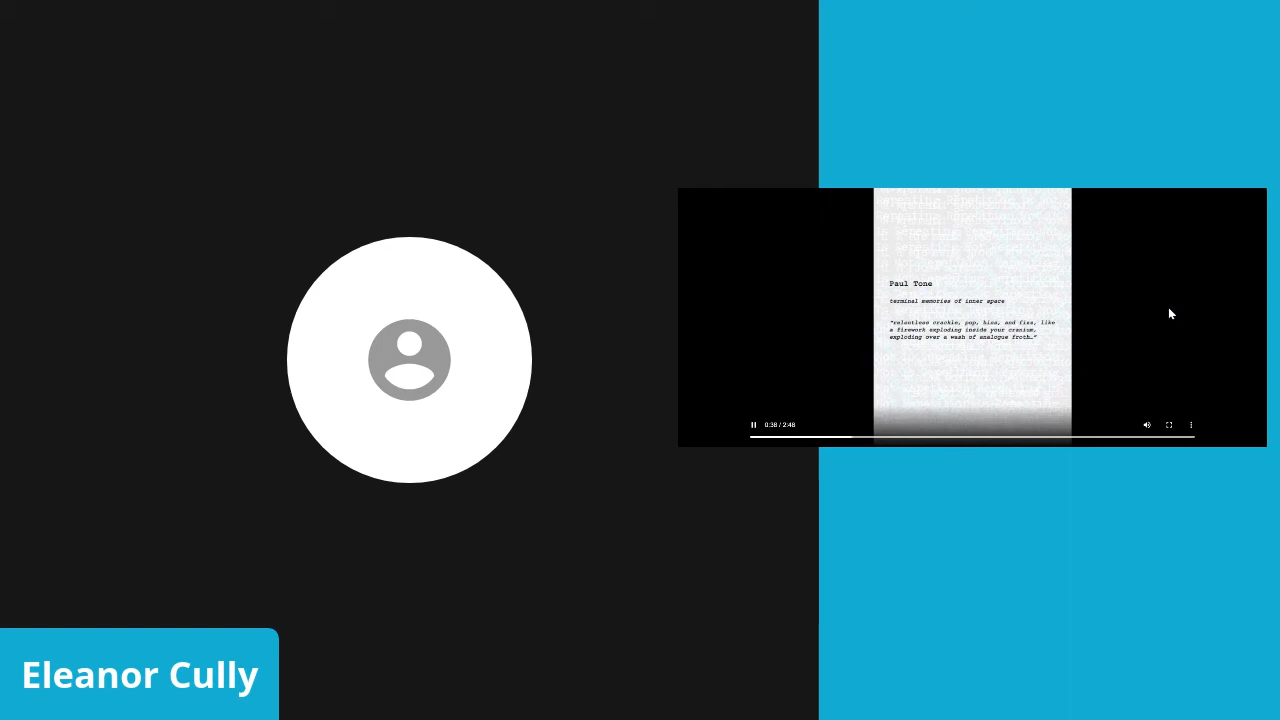 Paul Tone
terminal memories of inner space
"relentless crackle, pop, hiss, and fizz, like
a firework exploding inside your cranium,
exploding over a wash of analogue froth…"
0:38 / 2:48
Eleanor Cully